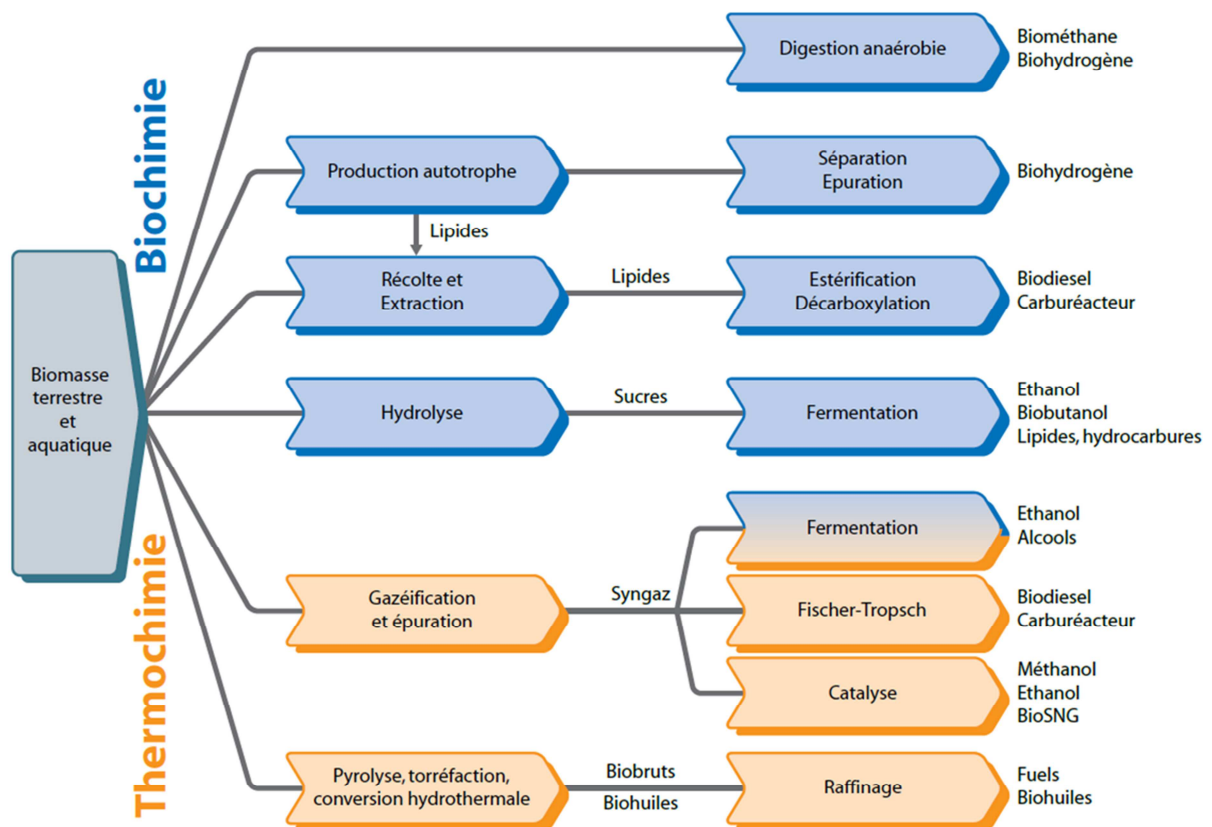 Biochimie
Thermochimie
Biomasse
terrestre
et
aquatique
Digestion anaérobie
Biométhane
Biohydrogène
Production autotrophe
Séparation
Epuration
Biohydrogène
Lipides
Récolte et
Extraction
Lipides
Estérification
Décarboxylation
Biodiesel
Carburéacteur
Hydrolyse
Sucres
Fermentation
Ethanol
Biobutanol
Lipides, hydrocarbures
Gazéification
et épuration
Syngaz
Fermentation
Ethanol
Alcools
Fischer-Tropsch
Biodiesel
Carburéacteur
Catalyse
Méthanol
Ethanol
BioSNG
Pyrolyse, torréfaction,
conversion hydrothermale
Biobruts
Biohuiles
Raffinage
Fuels
Biohuiles